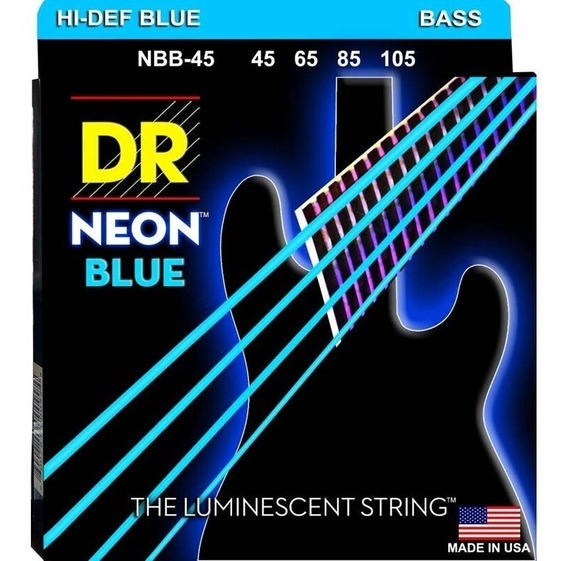 HI-DEF BLUE BASS
NBB-45 45 65 85 105
DR
NEON™
BLUE
THE LUMINESCENT STRING™
MADE IN USA